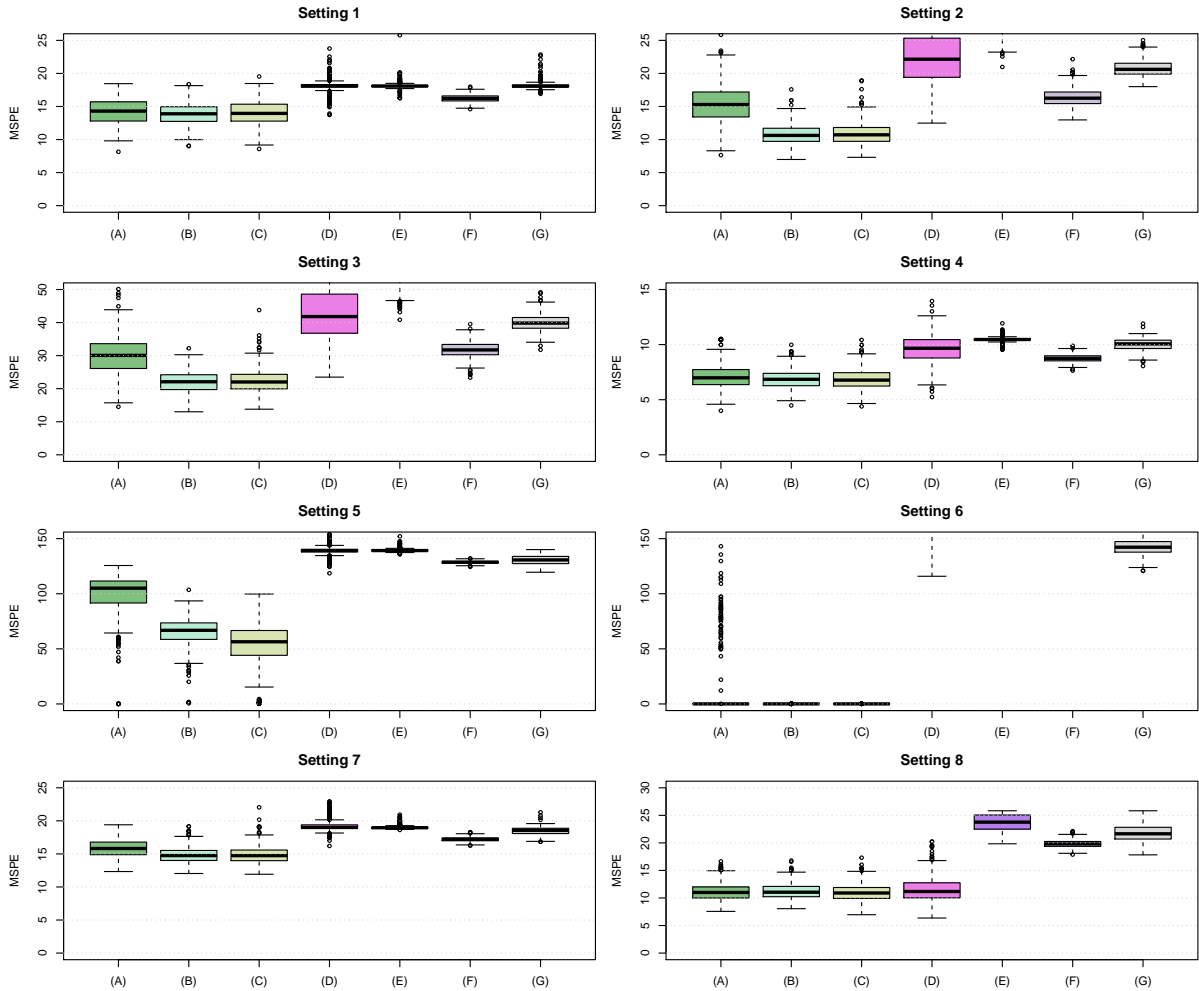 Setting 1
MSPE
0 5 10 15 20 25
(A) (B) (C) (D) (E) (F) (G)
Setting 2
MSPE
0 5 10 15 20 25
(A) (B) (C) (D) (E) (F) (G)
Setting 3
MSPE
0 10 20 30 40 50
(A) (B) (C) (D) (E) (F) (G)
Setting 4
MSPE
0 5 10 15
(A) (B) (C) (D) (E) (F) (G)
Setting 5
MSPE
0 50 100 150
(A) (B) (C) (D) (E) (F) (G)
Setting 6
MSPE
0 50 100 150
(A) (B) (C) (D) (E) (F) (G)
Setting 7
MSPE
0 5 10 15 20 25
(A) (B) (C) (D) (E) (F) (G)
Setting 8
MSPE
0 5 10 15 20 25 30
(A) (B) (C) (D) (E) (F) (G)